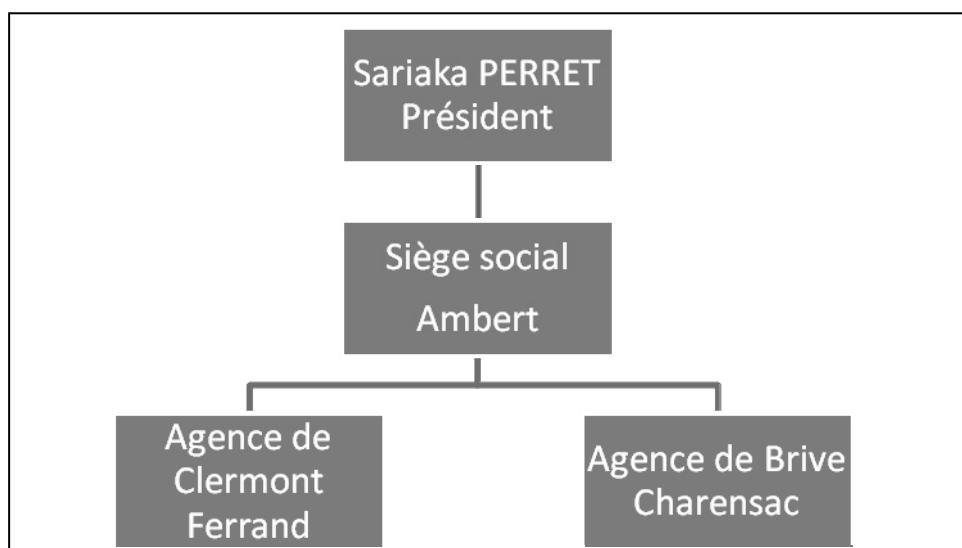 Sariaka PERRET
Président
Siège social
Ambert
Agence de
Clermont
Ferrand
Agence de Brive
Charensac